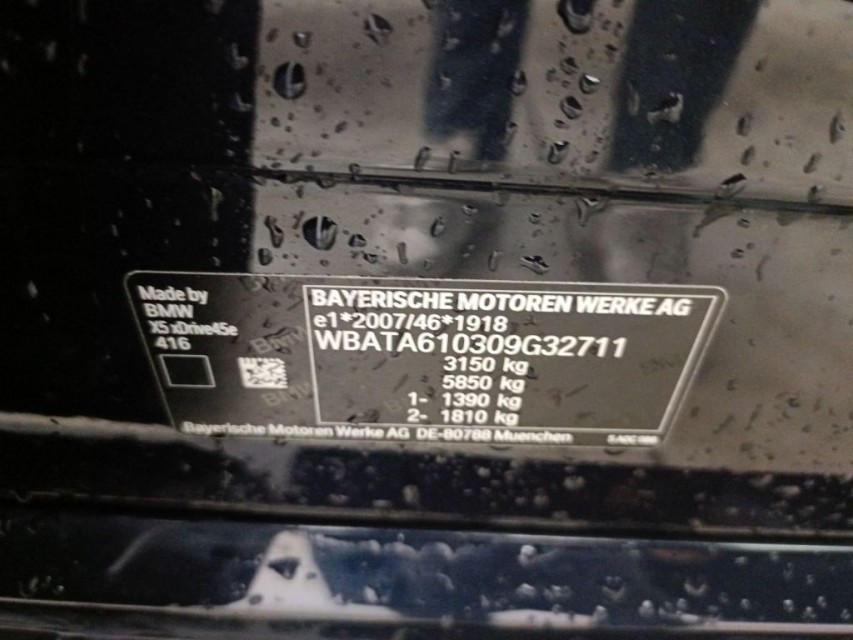 Made by
BMW
X5 xDrive45e
416
BAYERISCHE MOTOREN WERKE AG
e1*2007/46*1918
WBATA610309G32711
3150 kg
5850 kg
1- 1390 kg
2- 1810 kg
Bayerische Motoren Werke AG DE-80788 Muenchen